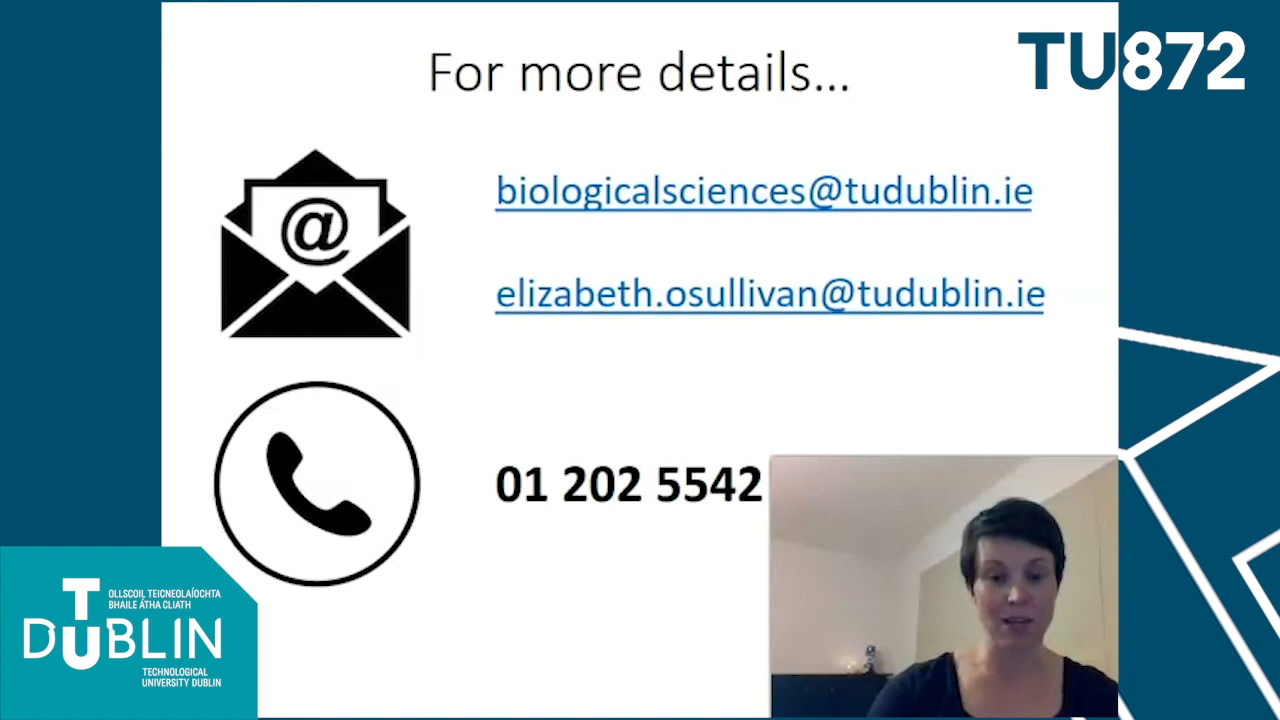 For more details...
TU872
@
biologicalsciences@tudublin.ie
elizabeth.osullivan@tudublin.ie
01 202 5542
OLLSCOIL TEICNEOLAÍOCHTA
BHAILE ÁTHA CLIATH
TU DUBLIN
TECHNOLOGICAL
UNIVERSITY DUBLIN